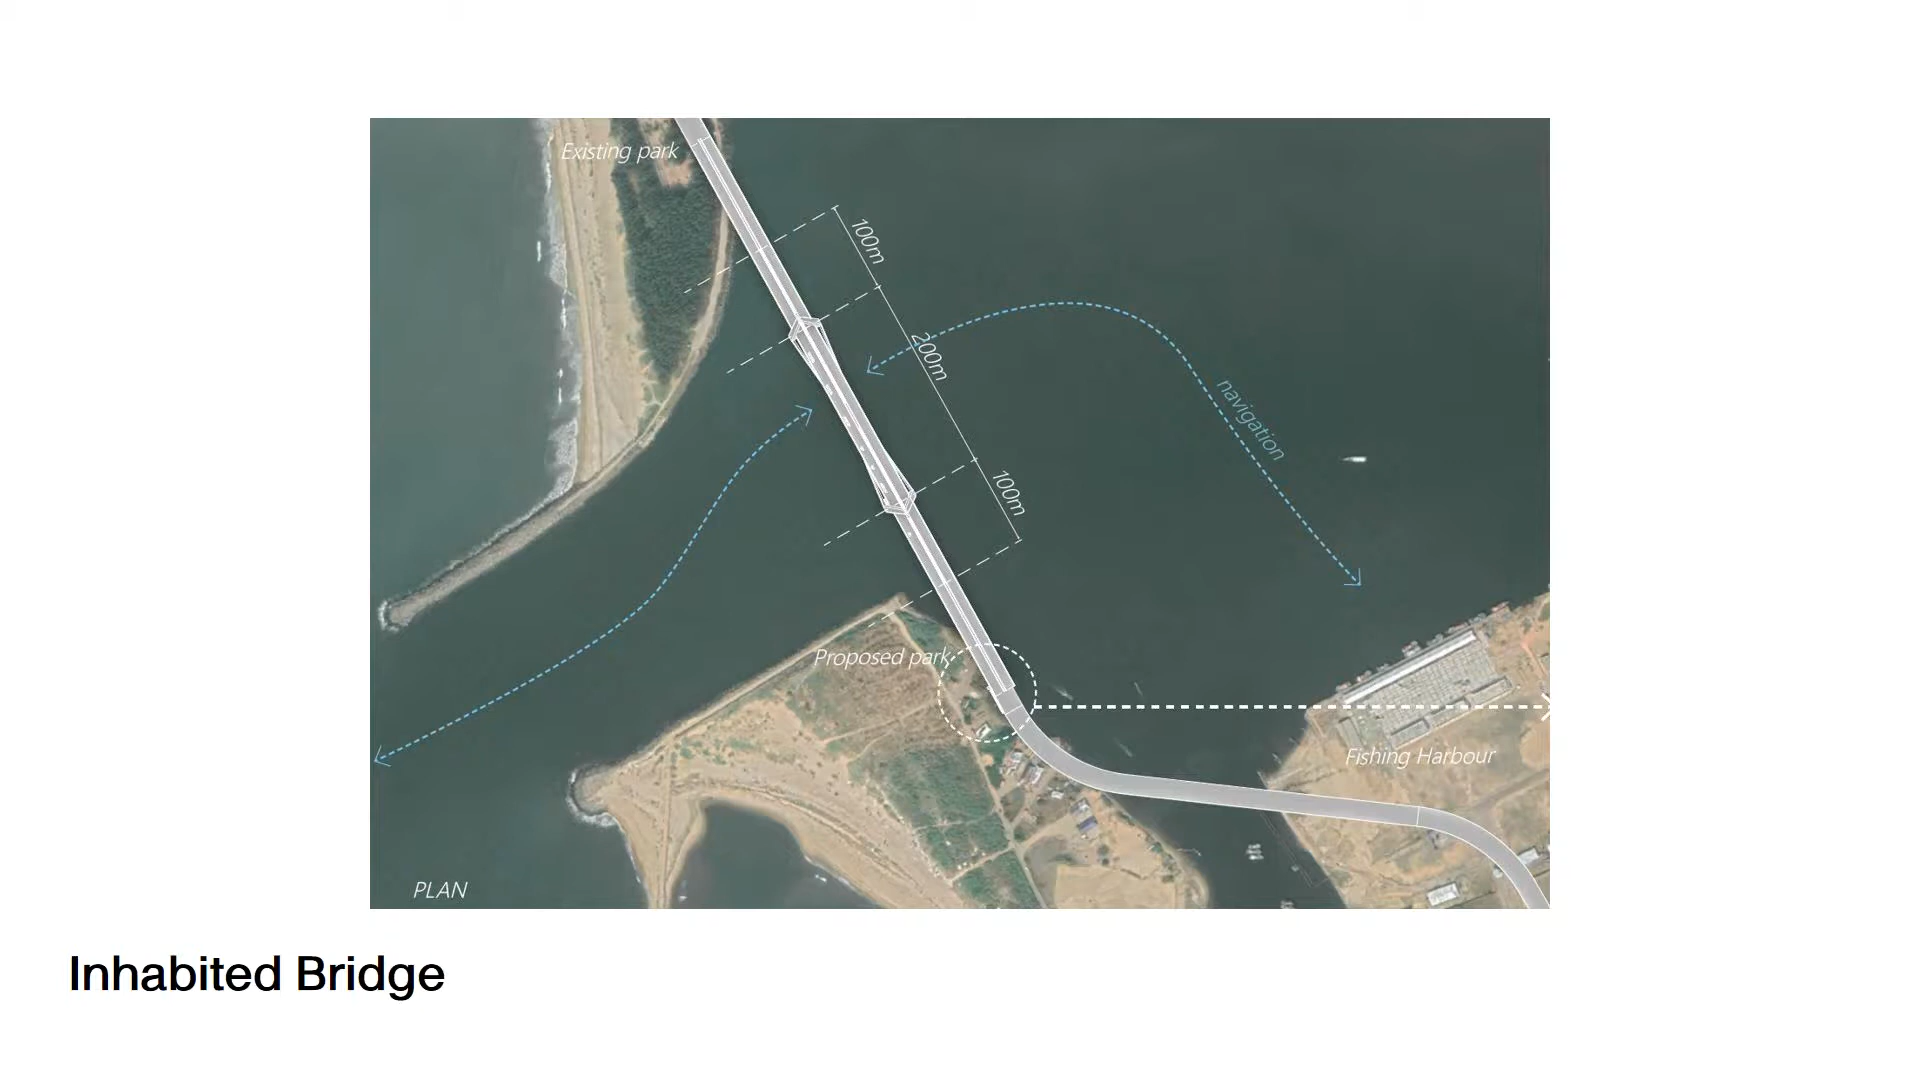 Existing park
100m
200m
navigation
100m
Proposed park
Fishing Harbour
PLAN
Inhabited Bridge